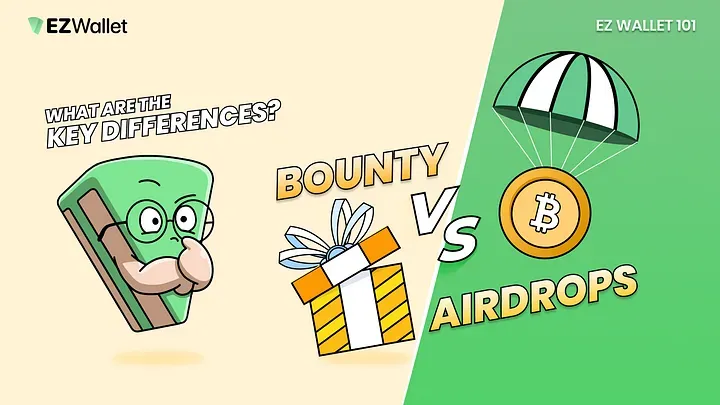 EZWallet
EZ WALLET 101
WHAT ARE THE
KEY DIFFERENCES?
BOUNTY
VS
AIRDROPS